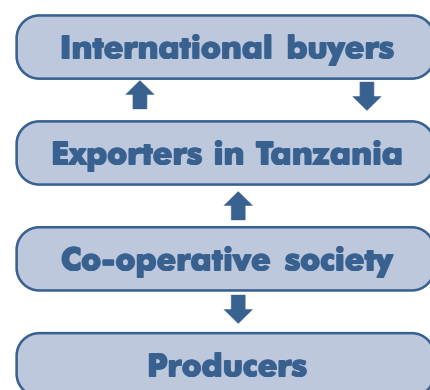 International buyers
Exporters in Tanzania
Co-operative society
Producers